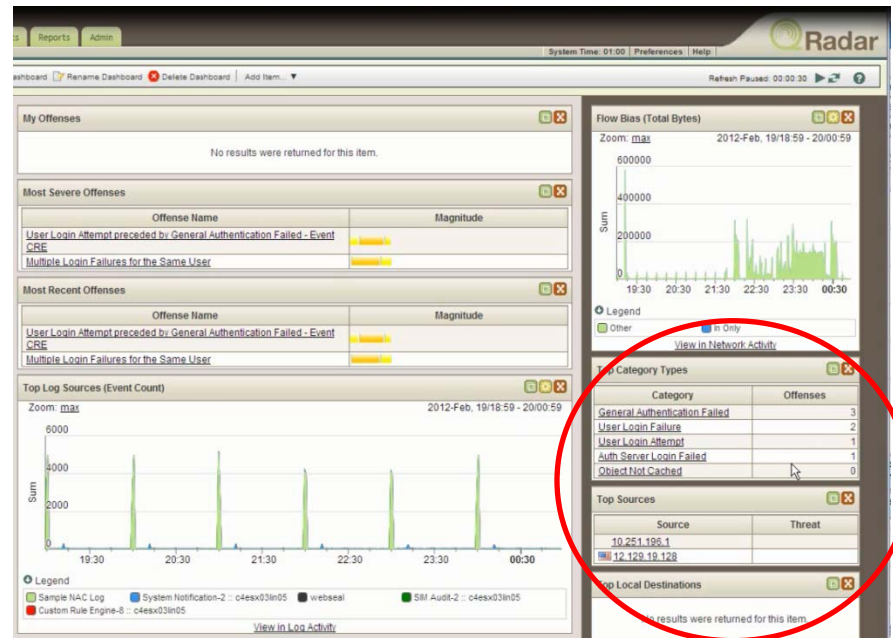 Reports Admin
System Time: 01:00 Preferences Help
QRadar
Rename Dashboard Delete Dashboard Add Item... ▼
Refresh Paused: 00:00:30
My Offenses
No results were returned for this item.
Most Severe Offenses
Offense Name Magnitude
User Login Attempt preceded by General Authentication Failed - Event
CRE
Multiple Login Failures for the Same User
Most Recent Offenses
Offense Name Magnitude
User Login Attempt preceded by General Authentication Failed - Event
CRE
Multiple Login Failures for the Same User
Top Log Sources (Event Count)
Zoom: max 2012-Feb, 19/18:59 - 20/00:59
6000
4000
2000
0
Sum
19:30 20:30 21:30 22:30 23:30 00:30
Legend
Sample NAC Log System Notification-2 :: c4esx03lin05 webseal SIM Audit-2 :: c4esx03lin05
Custom Rule Engine-8 :: c4esx03lin05
View in Log Activity
Flow Bias (Total Bytes)
Zoom: max 2012-Feb, 19/18:59 - 20/00:59
600000
400000
200000
0
Sum
19:30 20:30 21:30 22:30 23:30 00:30
Legend
Other In Only
View in Network Activity
Top Category Types
Category Offenses
General Authentication Failed 3
User Login Failure 2
User Login Attempt 1
Auth Server Login Failed 1
Object Not Cached 0
Top Sources
Source Threat
10.251.196.1
12.129.19.128
Top Local Destinations
No results were returned for this item.